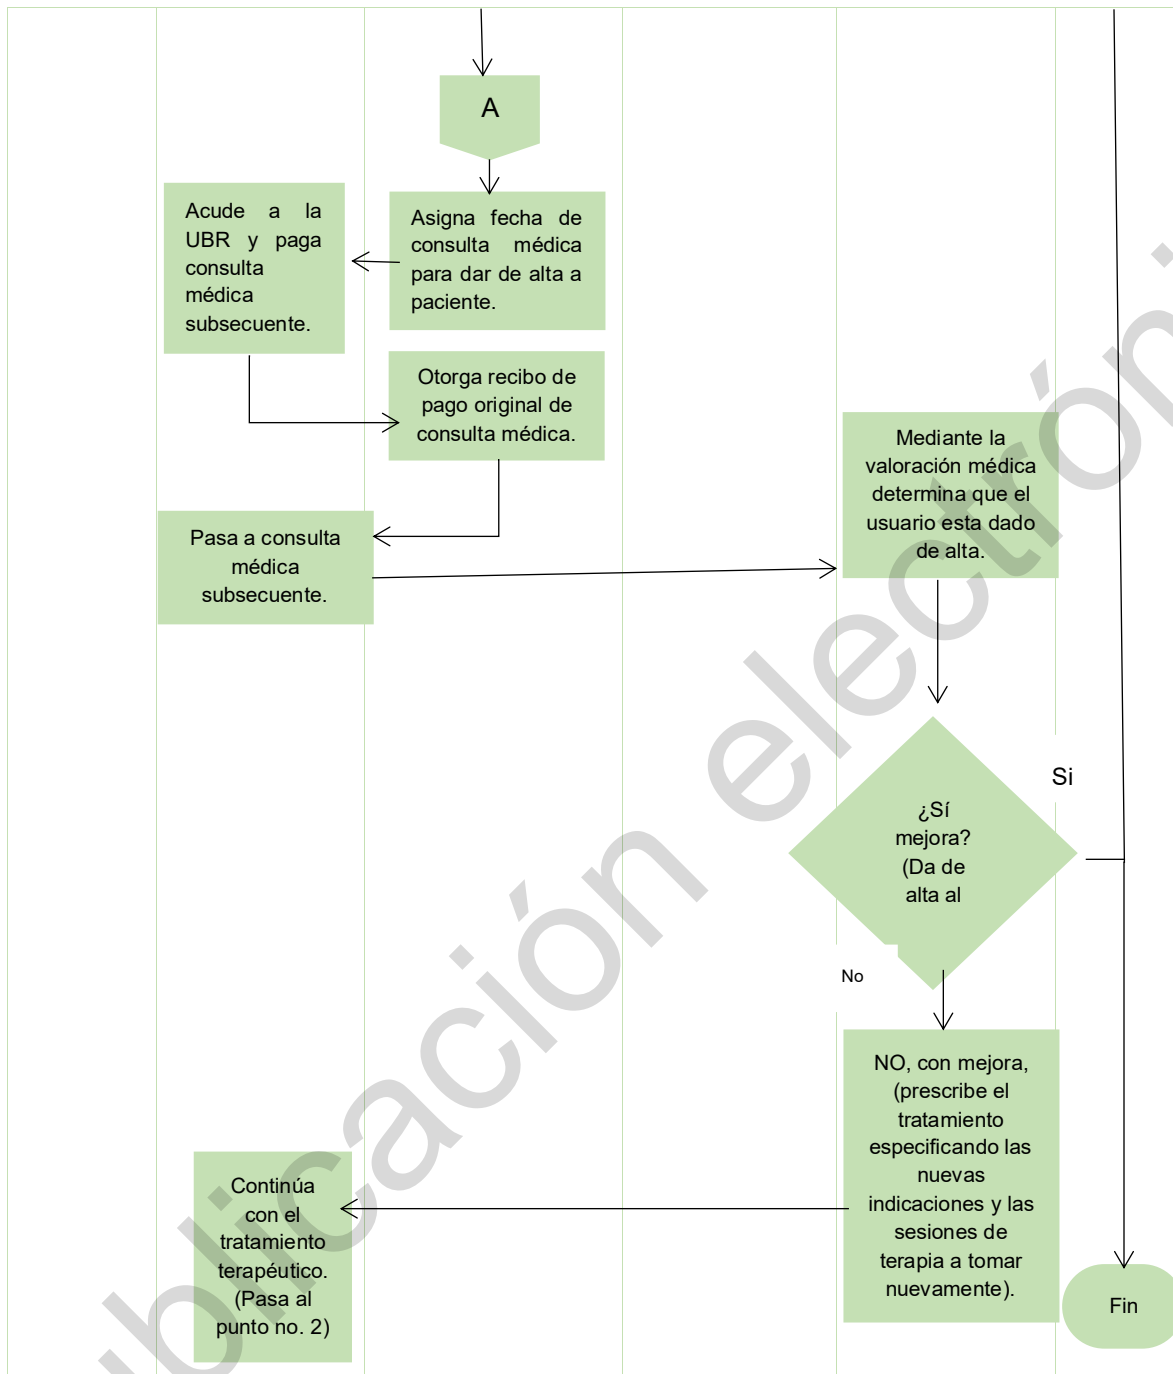 A
Acude a la
UBR y paga
consulta
médica
subsecuente.
Asigna fecha de
consulta médica
para dar de alta a
paciente.
Otorga recibo de
pago original de
consulta médica.
Mediante la
valoración médica
determina que el
usuario esta dado
de alta.
Pasa a consulta
médica
subsecuente.
Si
¿Sí
mejora?
(Da de
alta al
No
NO, con mejora,
(prescribe el
tratamiento
especificando las
nuevas
indicaciones y las
sesiones de
terapia a tomar
nuevamente).
Continúa
con el
tratamiento
terapéutico.
(Pasa al
punto no. 2)
Fin
ublicación electróni